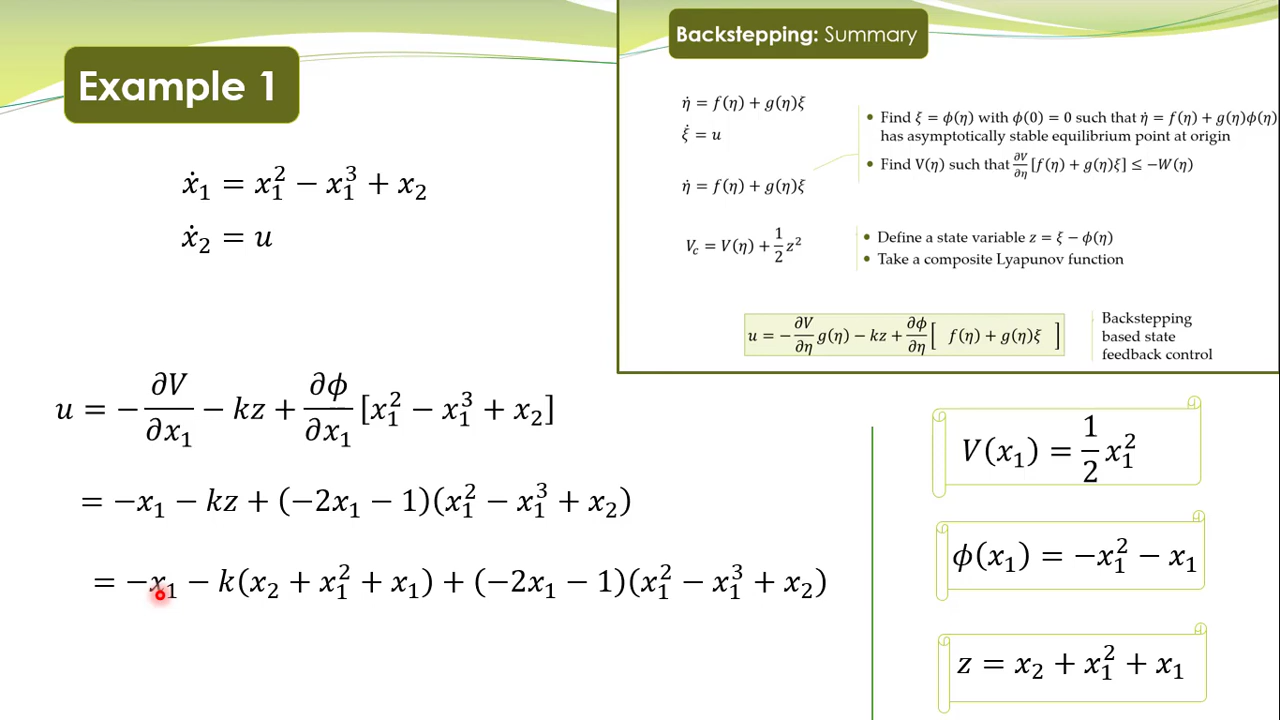 Example 1
ẋ₁ = x₁² − x₁³ + x₂
ẋ₂ = u
Backstepping: Summary
η̇ = f(η) + g(η)ξ
ξ̇ = u
• Find ξ = ϕ(η) with ϕ(0) = 0 such that η̇ = f(η) + g(η)ϕ(η)
has asymptotically stable equilibrium point at origin
• Find V(η) such that ∂V/∂η [f(η) + g(η)ξ] ≤ −W(η)
η̇ = f(η) + g(η)ξ
V_c = V(η) + 1/2 z²
• Define a state variable z = ξ − ϕ(η)
• Take a composite Lyapunov function
u = − ∂V/∂η g(η) − kz + ∂ϕ/∂η [ f(η) + g(η)ξ ]
Backstepping
based state
feedback control
u = − ∂V/∂x₁ − kz + ∂ϕ/∂x₁ [x₁² − x₁³ + x₂]
= −x₁ − kz + (−2x₁ − 1)(x₁² − x₁³ + x₂)
= −x₁ − k(x₂ + x₁² + x₁) + (−2x₁ − 1)(x₁² − x₁³ + x₂)
V(x₁) = 1/2 x₁²
ϕ(x₁) = −x₁² − x₁
z = x₂ + x₁² + x₁